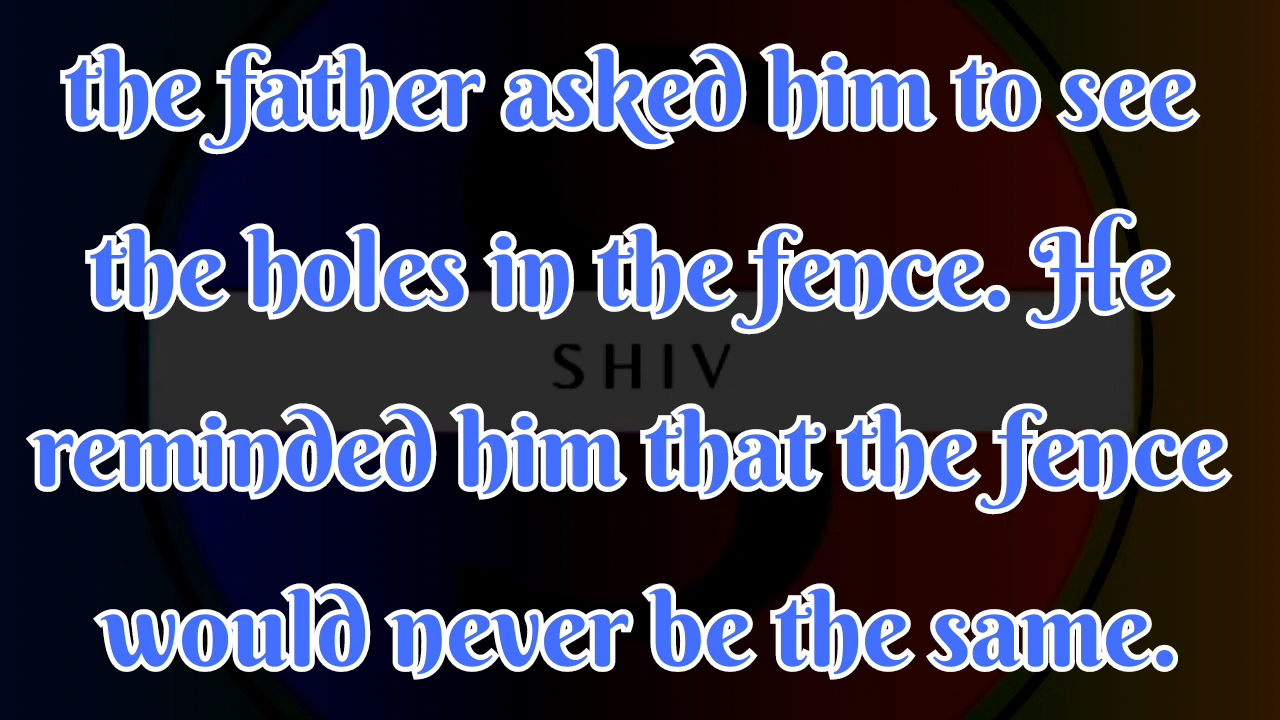 the father asked him to see
the holes in the fence. He
SHIV
reminded him that the fence
would never be the same.